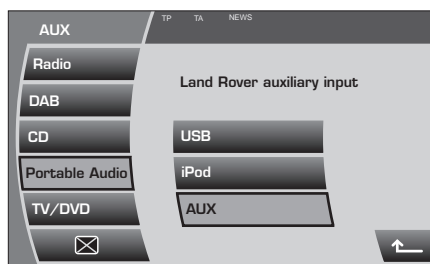 AUX
TP TA NEWS
Radio
DAB
CD
Portable Audio
TV/DVD
Land Rover auxiliary input
USB
iPod
AUX